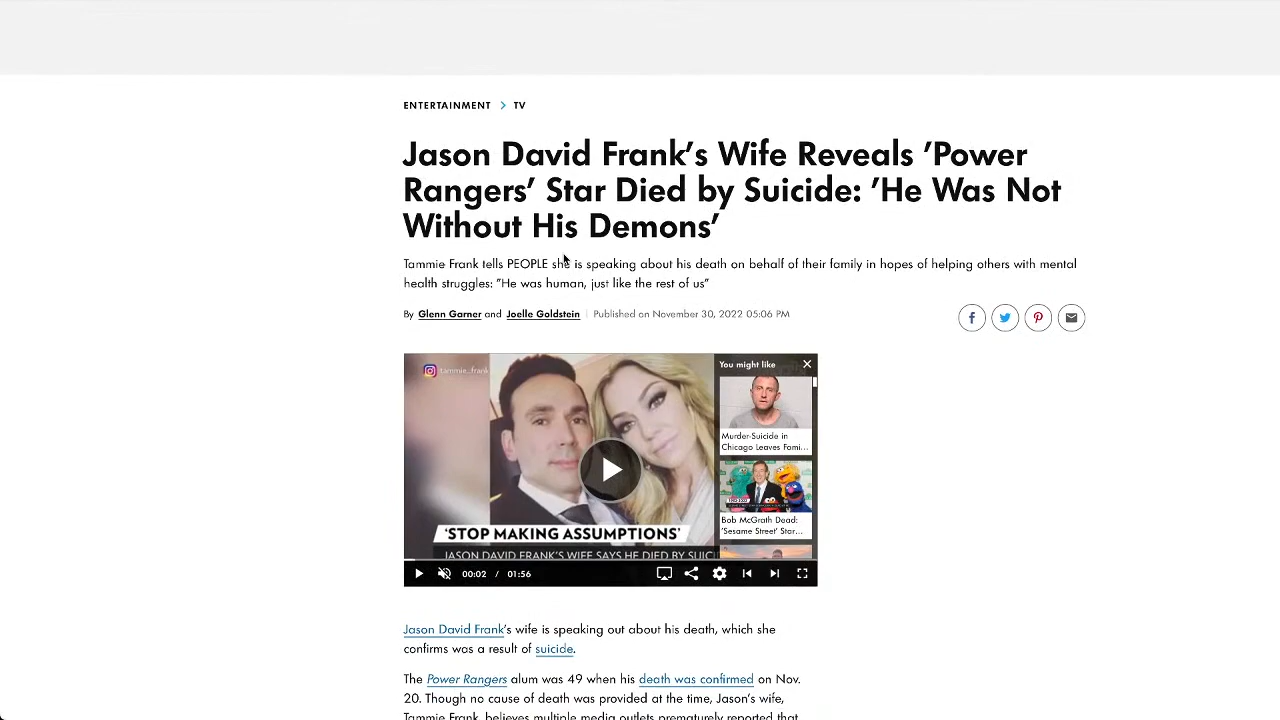 ENTERTAINMENT > TV
Jason David Frank's Wife Reveals 'Power
Rangers' Star Died by Suicide: 'He Was Not
Without His Demons'
Tammie Frank tells PEOPLE she is speaking about his death on behalf of their family in hopes of helping others with mental
health struggles: "He was human, just like the rest of us"
By Glenn Garner and Joelle Goldstein | Published on November 30, 2022 05:06 PM
tammie_frank
You might like
Murder-Suicide in
Chicago Leaves Fami...
Bob McGrath Dead:
'Sesame Street' Star...
'STOP MAKING ASSUMPTIONS'
JASON DAVID FRANK'S WIFE SAYS HE DIED BY SUICI
00:02 / 01:56
Jason David Frank's wife is speaking out about his death, which she
confirms was a result of suicide.
The Power Rangers alum was 49 when his death was confirmed on Nov.
20. Though no cause of death was provided at the time, Jason's wife,
Tammie Frank, believes multiple media outlets prematurely reported that